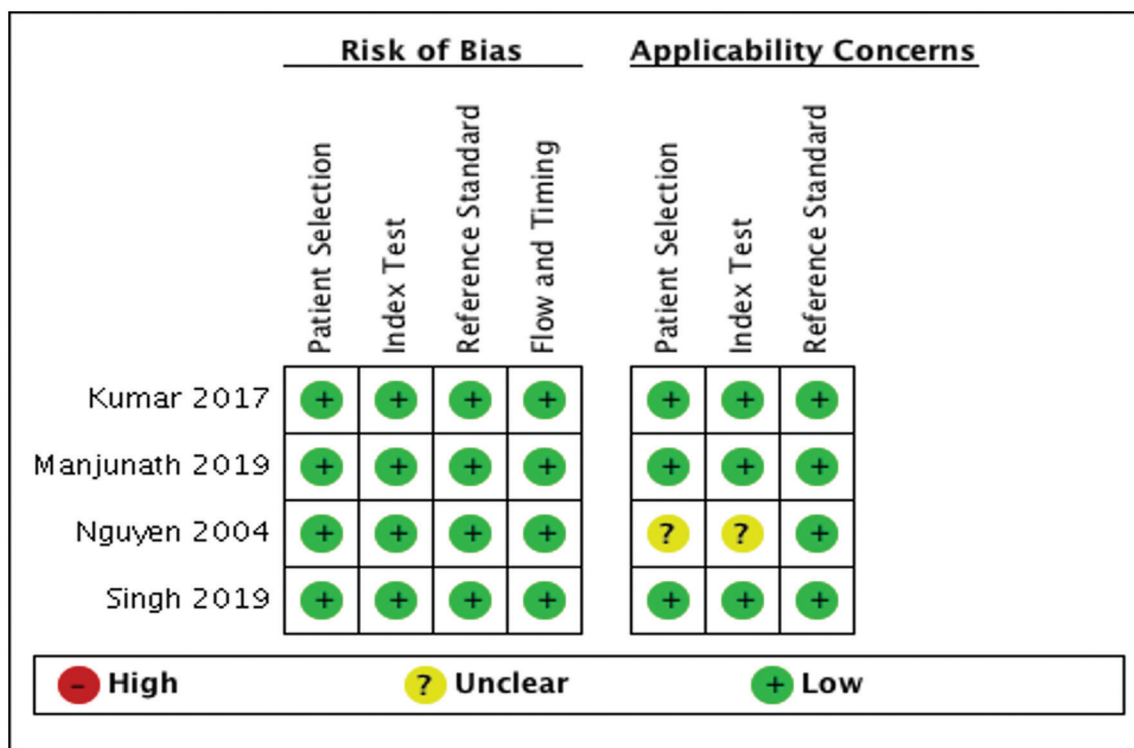 Risk of Bias Applicability Concerns
Patient Selection
Index Test
Reference Standard
Flow and Timing
Patient Selection
Index Test
Reference Standard
Kumar 2017 + + + + + + +
Manjunath 2019 + + + + + + +
Nguyen 2004 + + + + ? ? +
Singh 2019 + + + + + + +
- High ? Unclear + Low